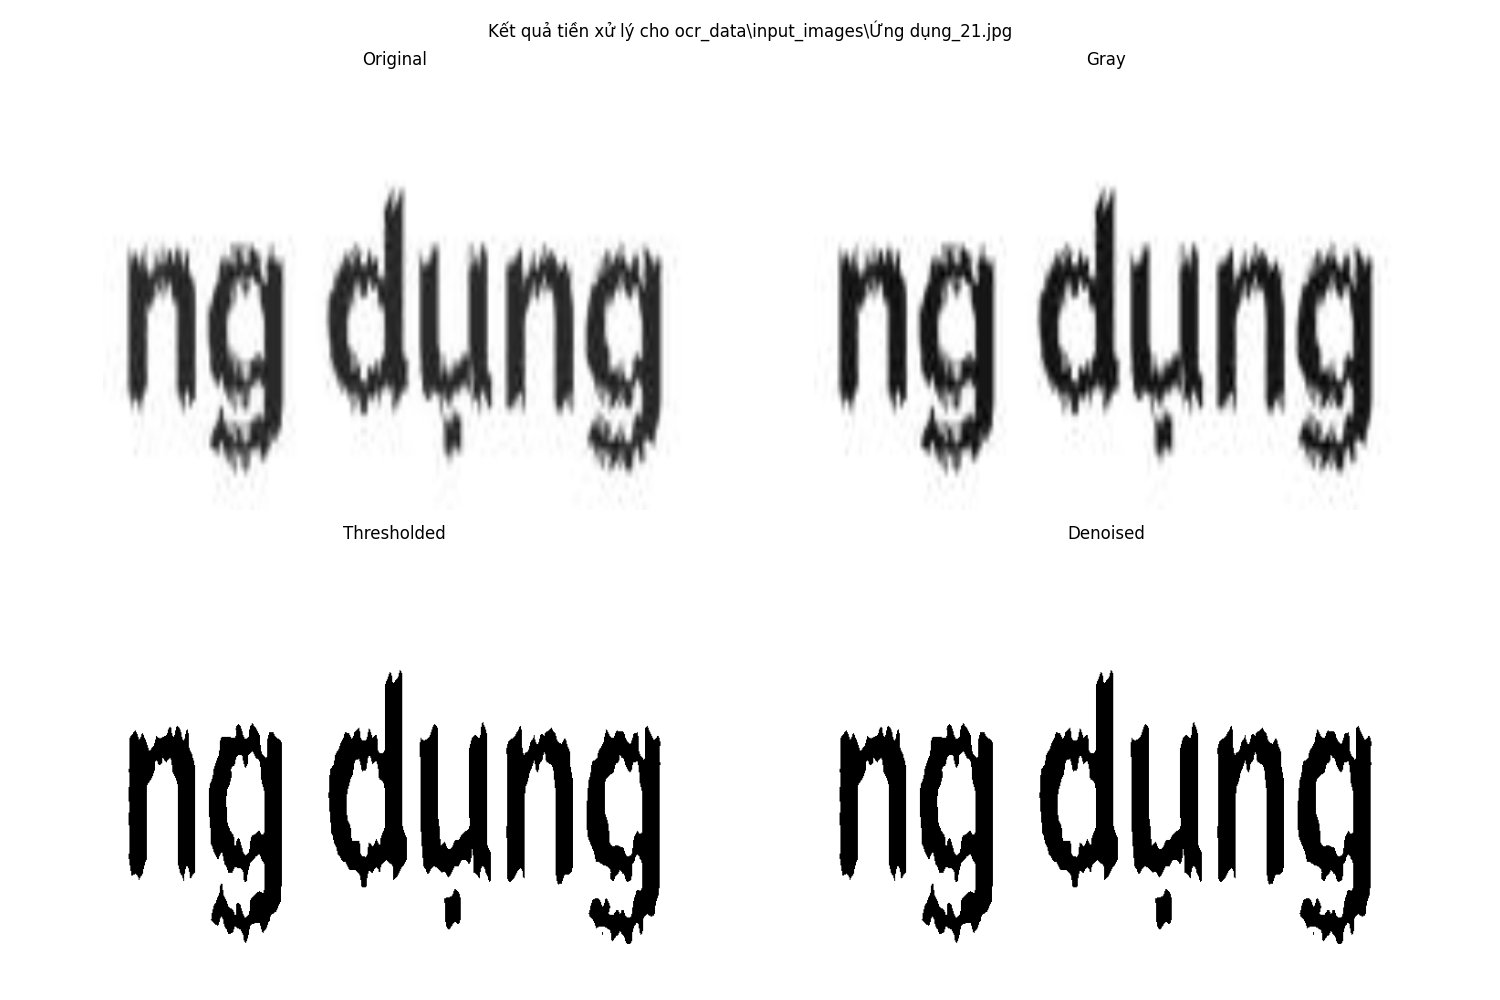 Kết quả tiền xử lý cho ocr_data\input_images\Ứng dụng_21.jpg
Original
Gray
ng dụng
ng dụng
Thresholded
Denoised
ng dụng
ng dụng